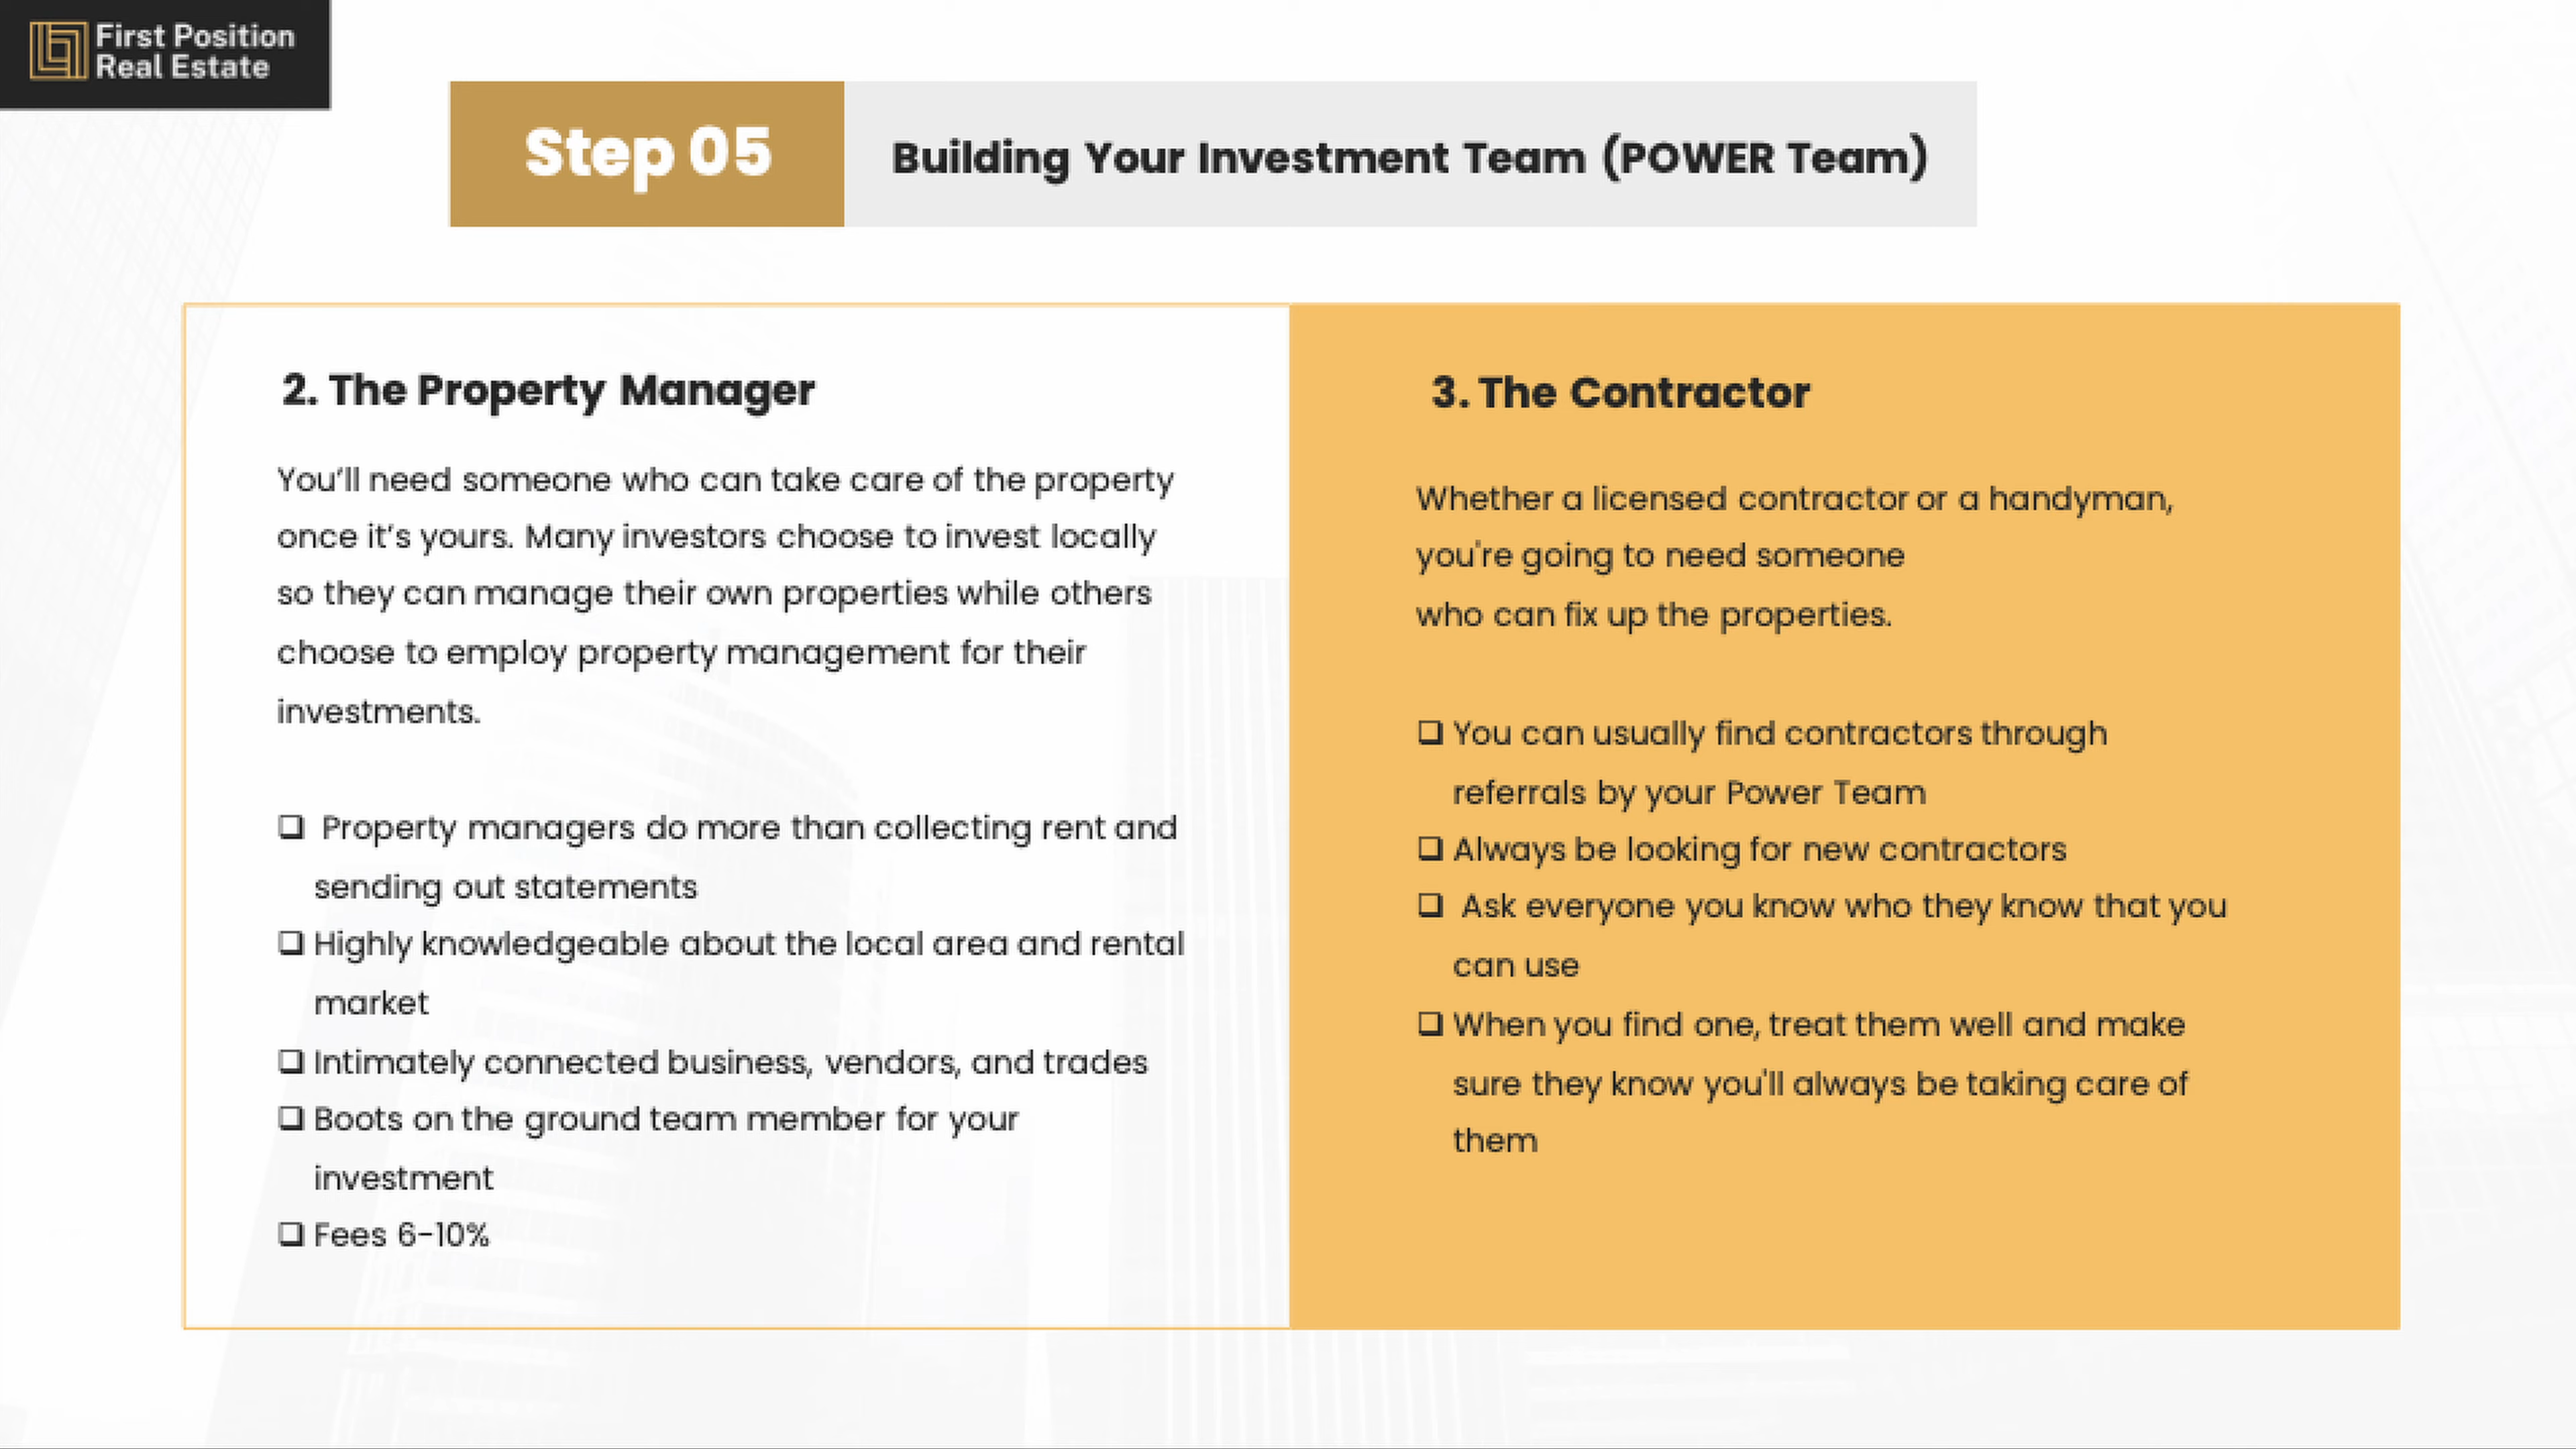 First Position
Real Estate
Step 05
Building Your Investment Team (POWER Team)
2. The Property Manager
You’ll need someone who can take care of the property
once it’s yours. Many investors choose to invest locally
so they can manage their own properties while others
choose to employ property management for their
investments.
❑ Property managers do more than collecting rent and
sending out statements
❑ Highly knowledgeable about the local area and rental
market
❑ Intimately connected business, vendors, and trades
❑ Boots on the ground team member for your
investment
❑ Fees 6-10%
3. The Contractor
Whether a licensed contractor or a handyman,
you're going to need someone
who can fix up the properties.
❑ You can usually find contractors through
referrals by your Power Team
❑ Always be looking for new contractors
❑ Ask everyone you know who they know that you
can use
❑ When you find one, treat them well and make
sure they know you'll always be taking care of
them